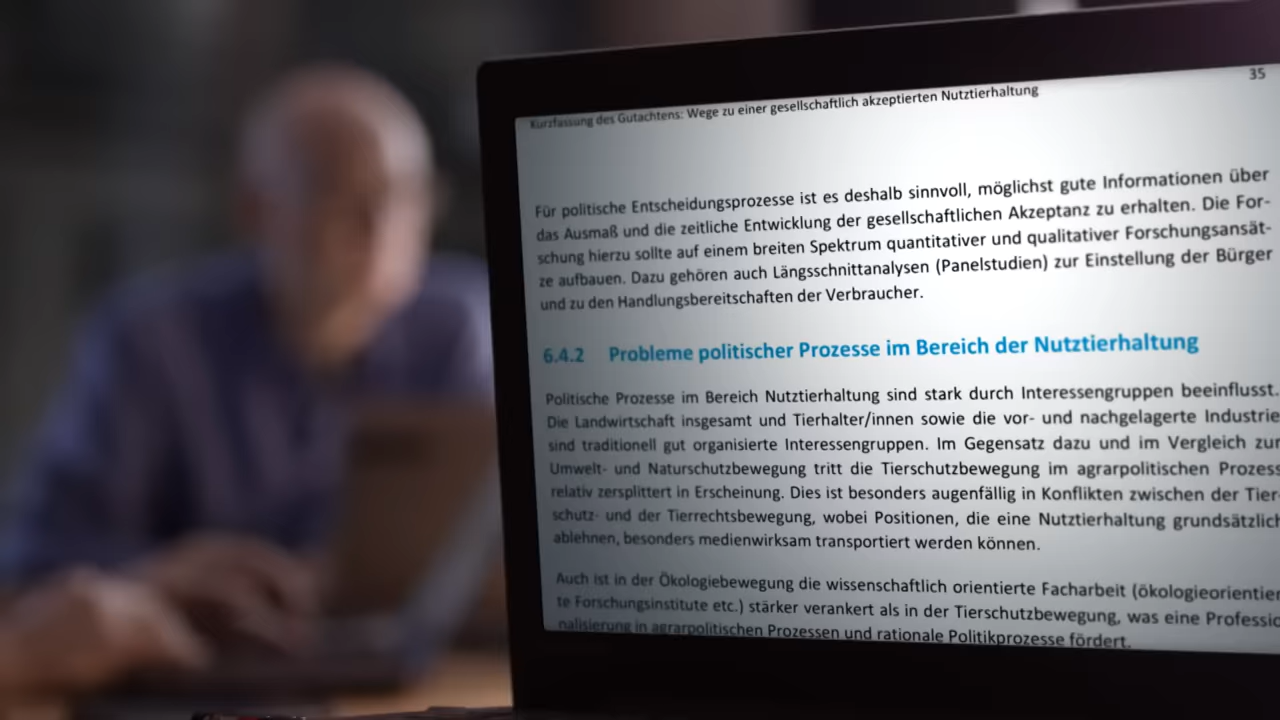 35
Kurzfassung des Gutachtens: Wege zu einer gesellschaftlich akzeptierten Nutztierhaltung
Für politische Entscheidungsprozesse ist es deshalb sinnvoll, möglichst gute Informationen über
das Ausmaß und die zeitliche Entwicklung der gesellschaftlichen Akzeptanz zu erhalten. Die For-
schung hierzu sollte auf einem breiten Spektrum quantitativer und qualitativer Forschungsansät-
ze aufbauen. Dazu gehören auch Längsschnittanalysen (Panelstudien) zur Einstellung der Bürger
und zu den Handlungsbereitschaften der Verbraucher.
6.4.2 Probleme politischer Prozesse im Bereich der Nutztierhaltung
Politische Prozesse im Bereich Nutztierhaltung sind stark durch Interessengruppen beeinflusst.
Die Landwirtschaft insgesamt und Tierhalter/innen sowie die vor- und nachgelagerte Industrie
sind traditionell gut organisierte Interessengruppen. Im Gegensatz dazu und im Vergleich zur
Umwelt- und Naturschutzbewegung tritt die Tierschutzbewegung im agrarpolitischen Prozess
relativ zersplittert in Erscheinung. Dies ist besonders augenfällig in Konflikten zwischen der Tier-
schutz- und der Tierrechtsbewegung, wobei Positionen, die eine Nutztierhaltung grundsätzlich
ablehnen, besonders medienwirksam transportiert werden können.
Auch ist in der Ökologiebewegung die wissenschaftlich orientierte Facharbeit (ökologieorientier
te Forschungsinstitute etc.) stärker verankert als in der Tierschutzbewegung, was eine Professio
nalisierung in agrarpolitischen Prozessen und rationale Politikprozesse fördert.